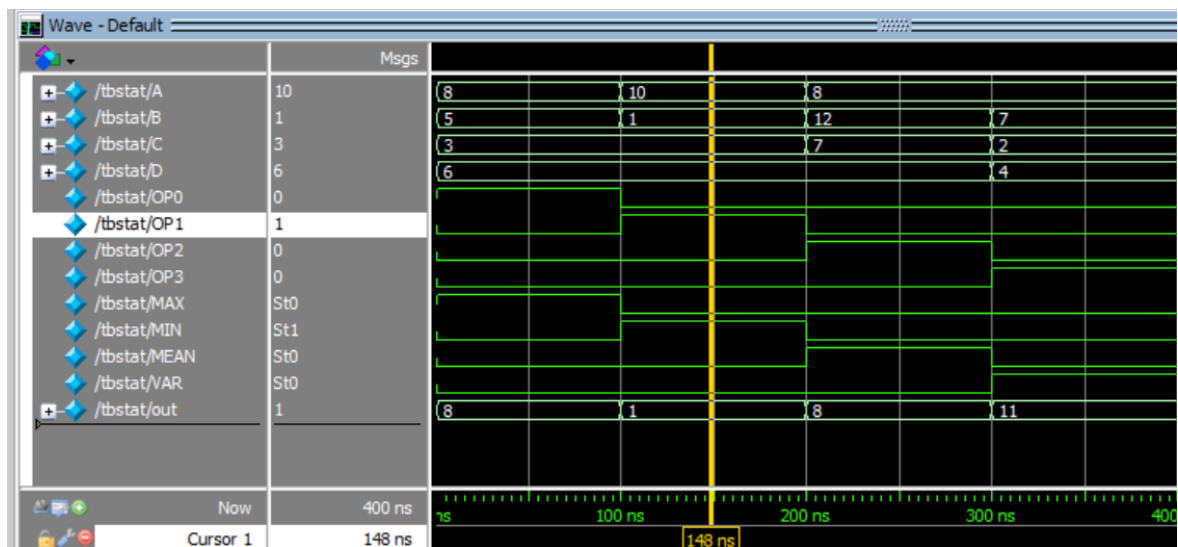 Wave - Default
Msgs
/tbstat/A 10 8 10 8
/tbstat/B 1 5 1 12 7
/tbstat/C 3 3 7 2
/tbstat/D 6 6 4
/tbstat/OP0 0
/tbstat/OP1 1
/tbstat/OP2 0
/tbstat/OP3 0
/tbstat/MAX St0
/tbstat/MIN St1
/tbstat/MEAN St0
/tbstat/VAR St0
/tbstat/out 1 8 1 8 11
Now 400 ns ns 100 ns 200 ns 300 ns 400
Cursor 1 148 ns 148 ns